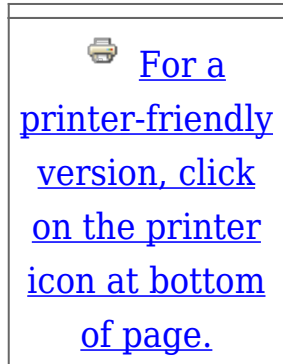 For a
printer-friendly
version, click
on the printer
icon at bottom
of page.